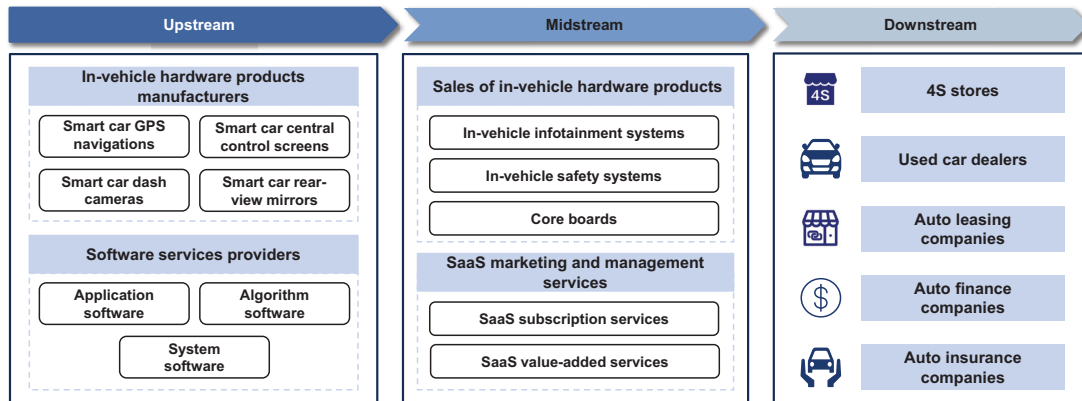 Upstream
Midstream
Downstream
In-vehicle hardware products
manufacturers
Smart car GPS
navigations
Smart car central
control screens
Smart car dash
cameras
Smart car rear-
view mirrors
Software services providers
Application
software
Algorithm
software
System
software
Sales of in-vehicle hardware products
In-vehicle infotainment systems
In-vehicle safety systems
Core boards
SaaS marketing and management
services
SaaS subscription services
SaaS value-added services
4S
4S stores
Used car dealers
Auto leasing
companies
$
Auto finance
companies
Auto insurance
companies